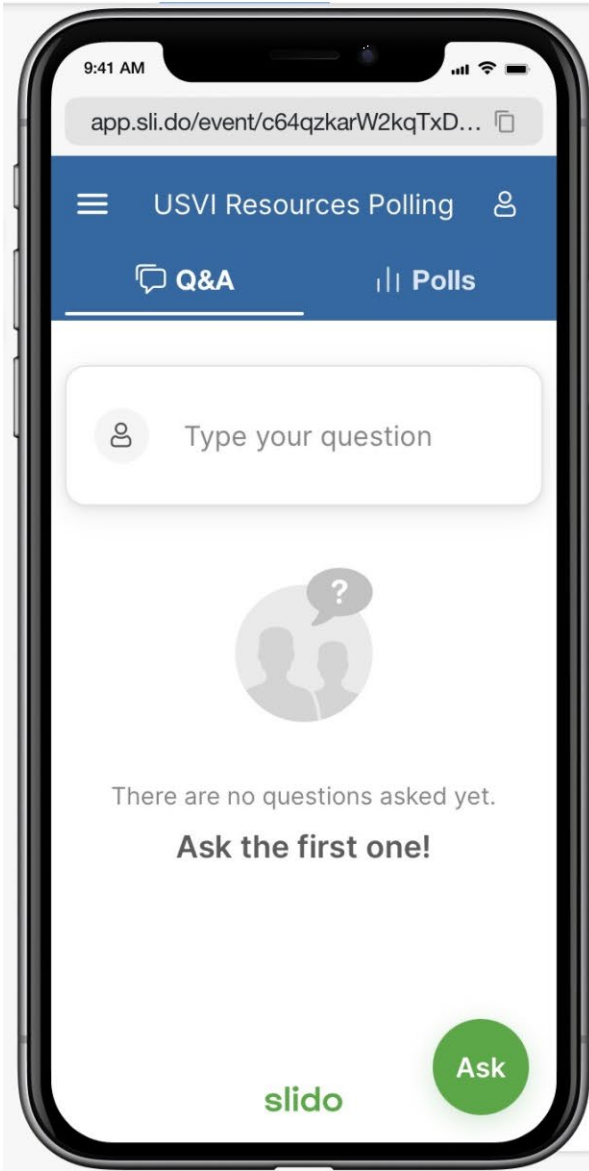 9:41 AM
app.sli.do/event/c64qzkarW2kqTxD...
USVI Resources Polling
Q&A
Polls
Type your question
?
There are no questions asked yet.
Ask the first one!
Ask
slido